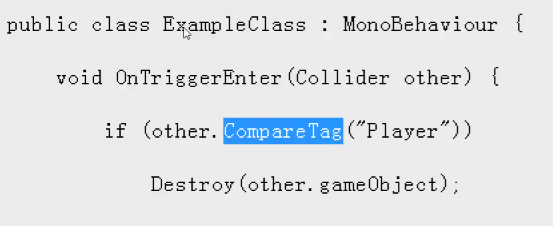 public class ExampleClass : MonoBehaviour {
void OnTriggerEnter(Collider other) {
if (other.CompareTag("Player"))
Destroy(other.gameObject);